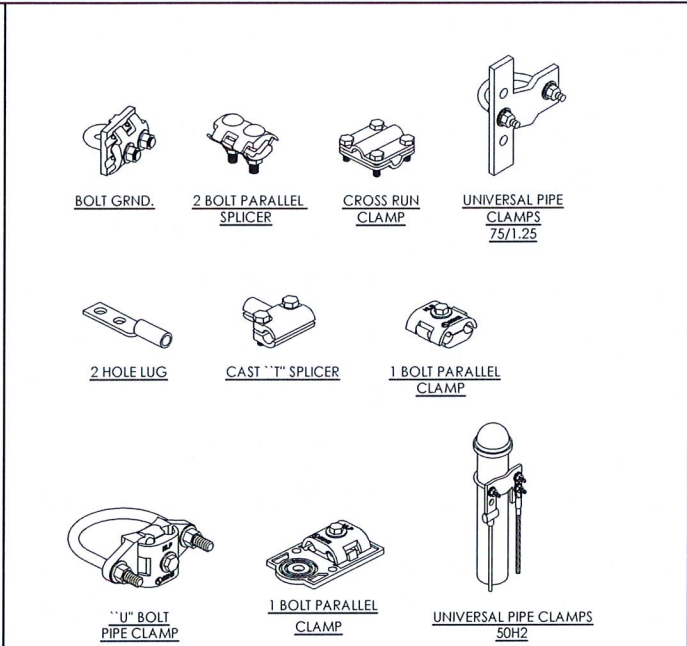 BOLT GRND.
2 BOLT PARALLEL
SPLICER
CROSS RUN
CLAMP
UNIVERSAL PIPE
CLAMPS
75/1.25
2 HOLE LUG
CAST ``T" SPLICER
1 BOLT PARALLEL
CLAMP
``U" BOLT
PIPE CLAMP
1 BOLT PARALLEL
CLAMP
UNIVERSAL PIPE CLAMPS
50H2